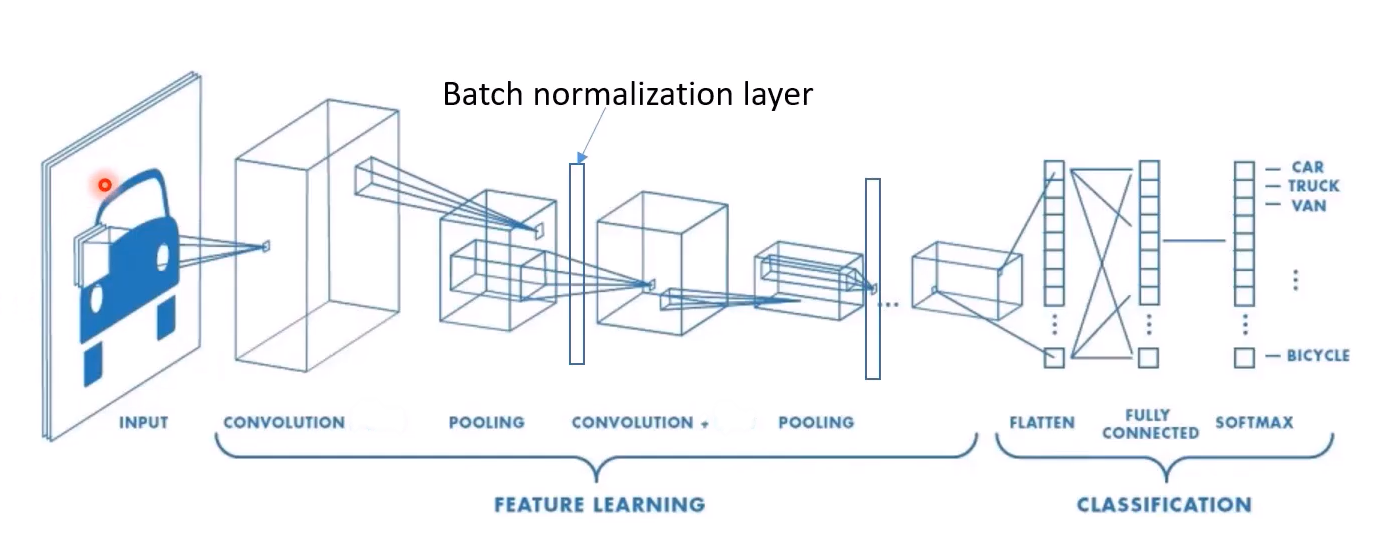 Batch normalization layer
CAR
TRUCK
VAN
BICYCLE
INPUT
CONVOLUTION
POOLING
CONVOLUTION +
POOLING
FLATTEN
FULLY
CONNECTED
SOFTMAX
FEATURE LEARNING
CLASSIFICATION